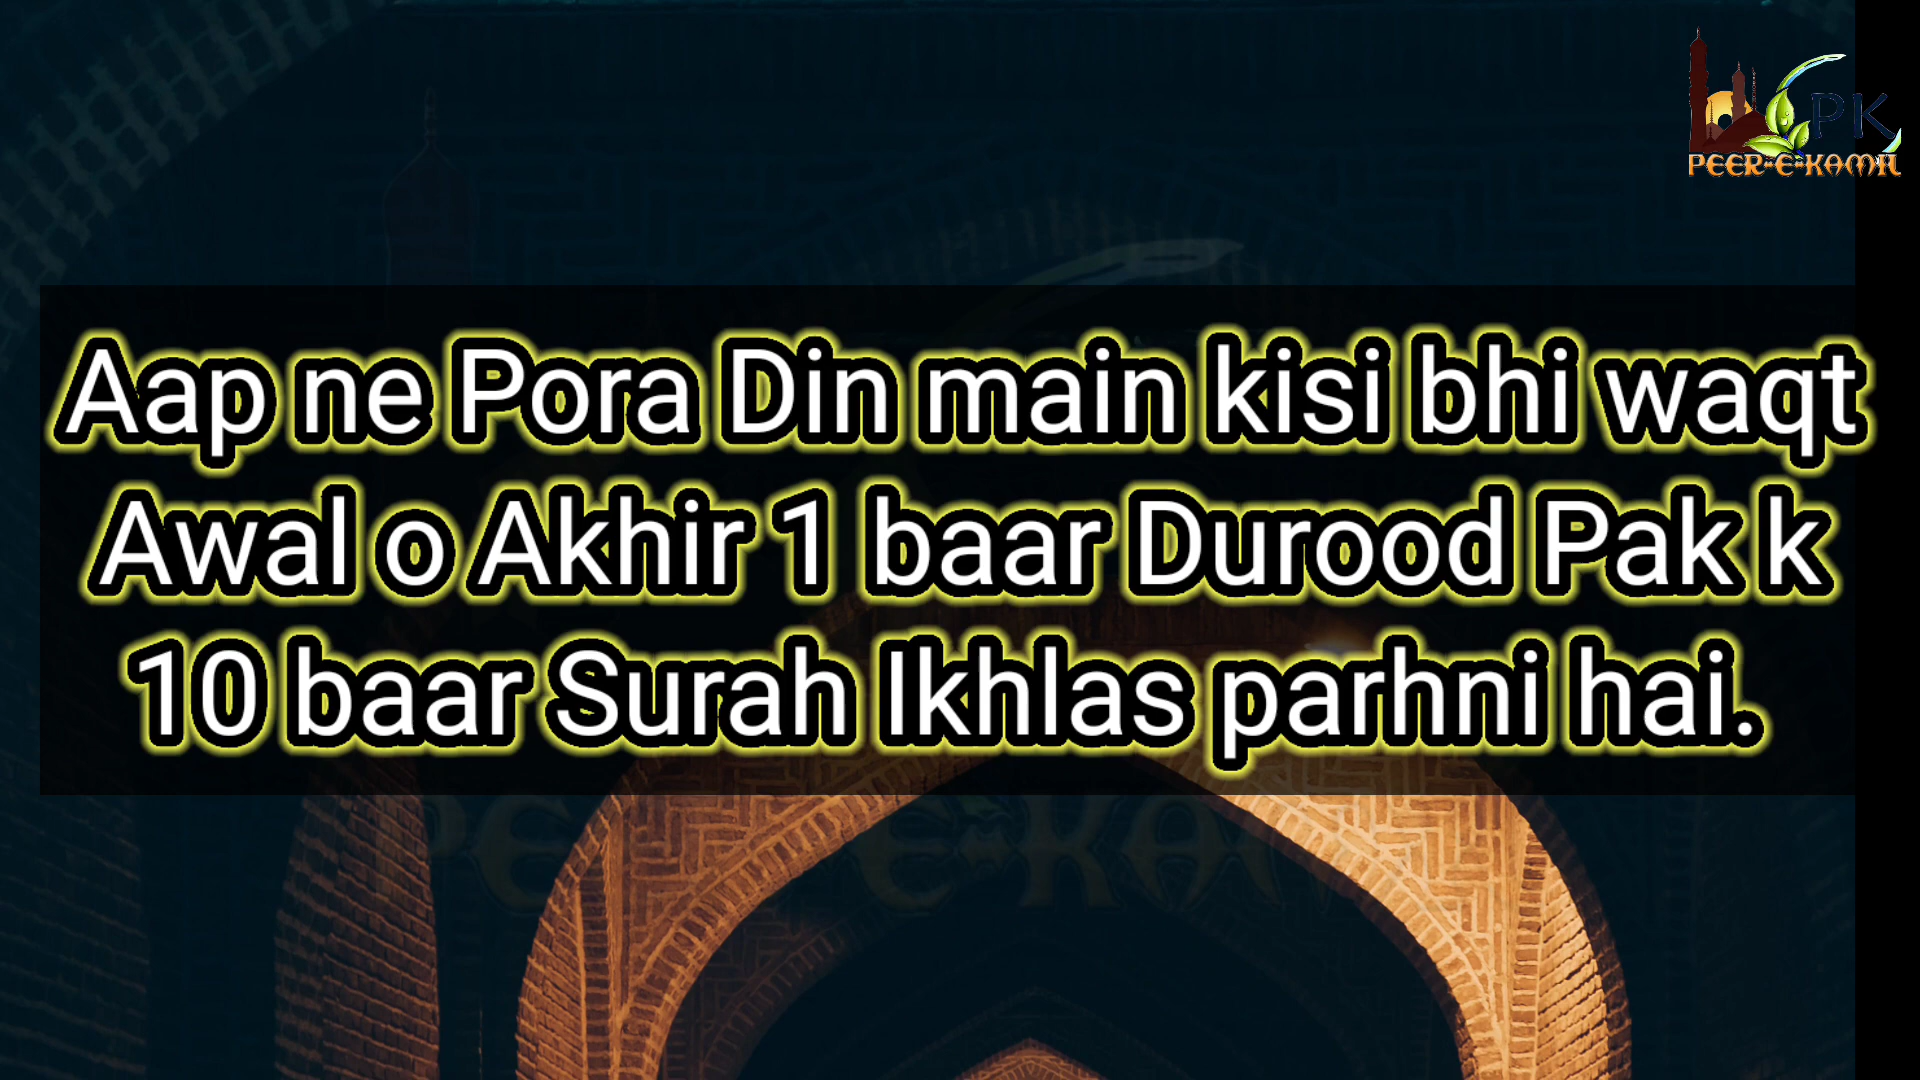 PK
PEER-E-KAMIL
Aap ne Pora Din main kisi bhi waqt
Awal o Akhir 1 baar Durood Pak k
10 baar Surah Ikhlas parhni hai.